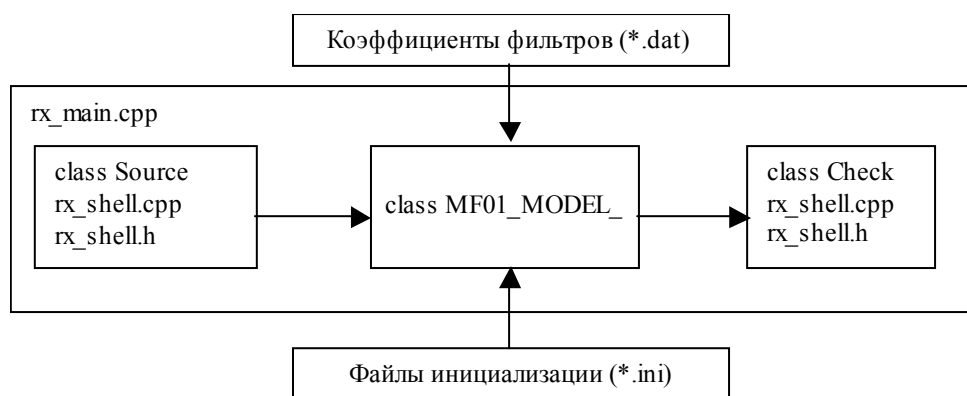 Коэффициенты фильтров (*.dat)
rx_main.cpp
class Source
rx_shell.cpp
rx_shell.h
class MF01_MODEL_
class Check
rx_shell.cpp
rx_shell.h
Файлы инициализации (*.ini)